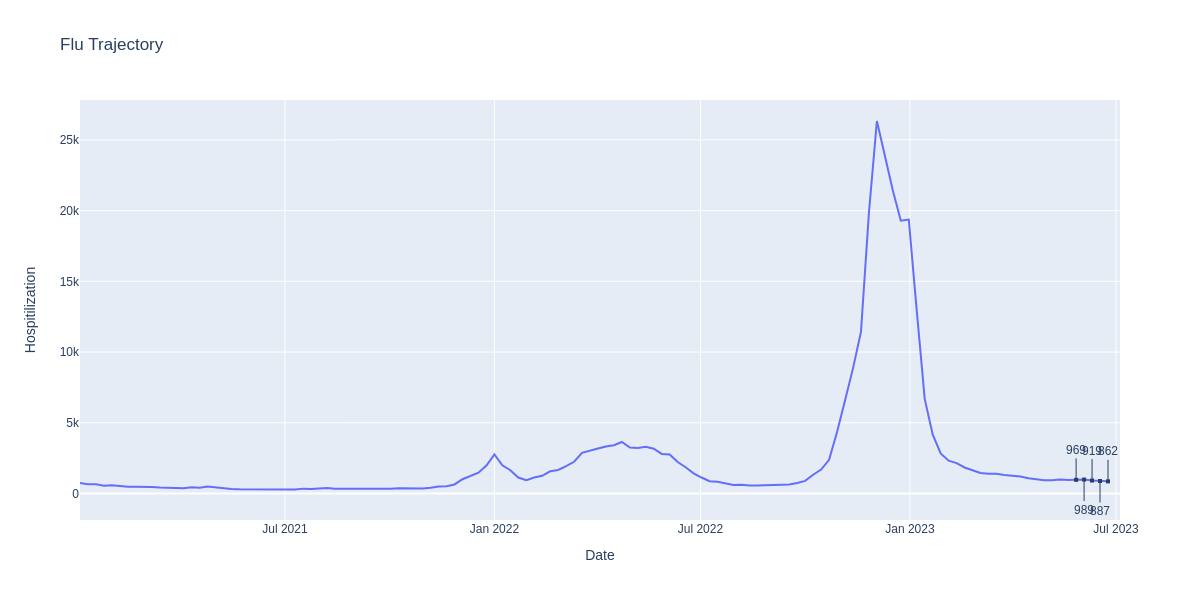 Flu Trajectory
Hospitilization
25k
20k
15k
10k
5k
0
969
919
862
989
887
Jul 2021
Jan 2022
Jul 2022
Jan 2023
Jul 2023
Date